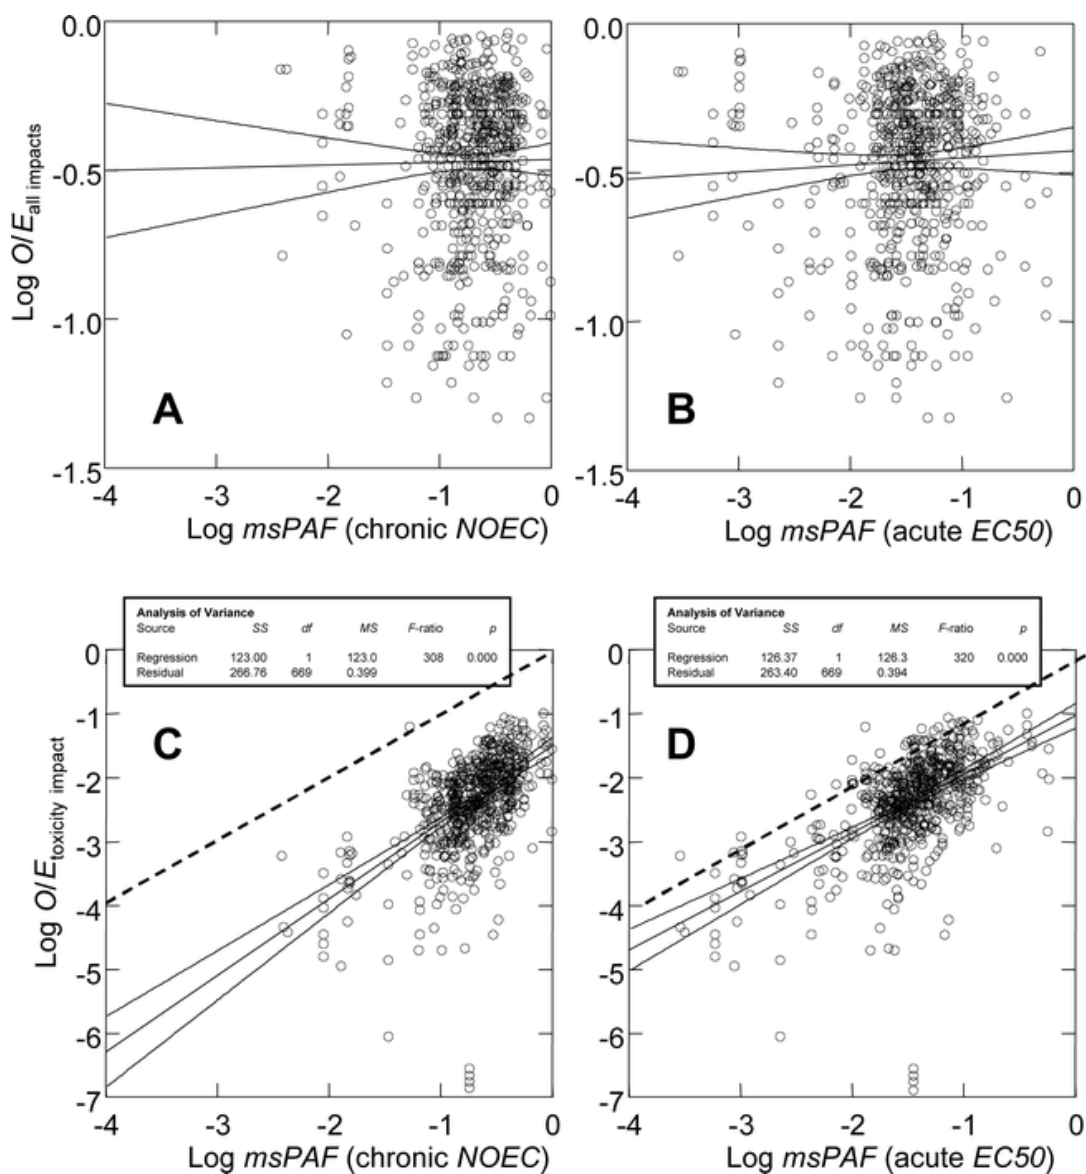 0.0
-0.5
-1.0
-1.5
Log O/E all impacts
A
-4 -3 -2 -1 0
Log msPAF (chronic NOEC)
0.0
-0.5
-1.0
-1.5
B
-4 -3 -2 -1 0
Log msPAF (acute EC50)
Analysis of Variance
Source SS df MS F-ratio p
Regression 123.00 1 123.0 308 0.000
Residual 266.76 669 0.399
0
-1
-2
-3
-4
-5
-6
-7
Log O/E toxicity impact
C
-4 -3 -2 -1 0
Log msPAF (chronic NOEC)
Analysis of Variance
Source SS df MS F-ratio p
Regression 126.37 1 126.3 320 0.000
Residual 263.40 669 0.394
0
-1
-2
-3
-4
-5
-6
-7
D
-4 -3 -2 -1 0
Log msPAF (acute EC50)